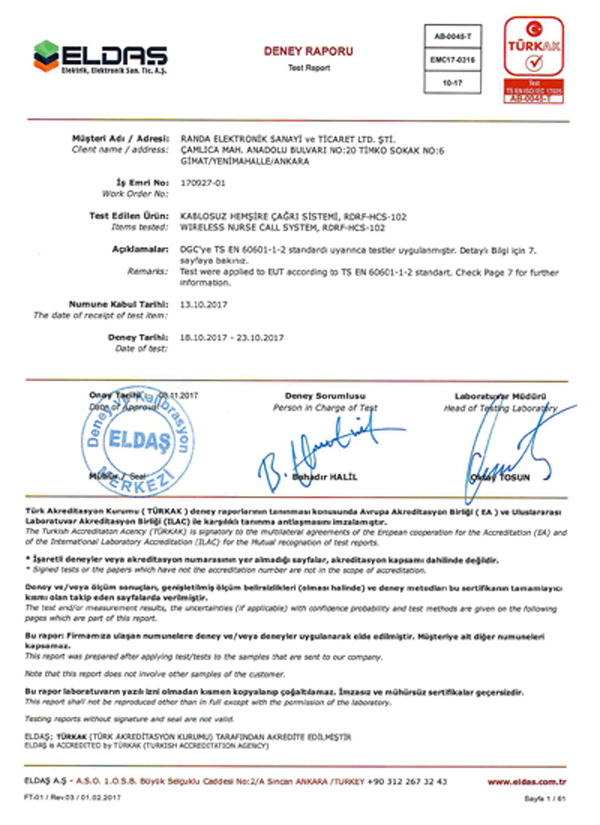 ELDAŞ
Elektrik, Elektronik San. Tic. A.Ş.
DENEY RAPORU
Test Report
AB-0045-T
EMC17-0316
10-17
TÜRKAK
Test
TS EN ISO/IEC 17025
AB-0045-T
Müşteri Adı / Adresi: RANDA ELEKTRONİK SANAYİ ve TİCARET LTD. ŞTİ.
Client name / address: ÇAMLICA MAH. ANADOLU BULVARI NO:20 TİMKO SOKAK NO:6
GİMAT/YENİMAHALLE/ANKARA
İş Emri No: 170927-01
Work Order No:
Test Edilen Ürün: KABLOSUZ HEMŞİRE ÇAĞRI SİSTEMİ, RDRF-HCS-102
Items tested: WIRELESS NURSE CALL SYSTEM, RDRF-HCS-102
Açıklamalar: DGC'ye TS EN 60601-1-2 standardı uyarınca testler uygulanmıştır. Detaylı Bilgi için 7.
sayfaya bakınız.
Remarks: Test were applied to EUT according to TS EN 60601-1-2 standart. Check Page 7 for further
information.
Numune Kabul Tarihi: 13.10.2017
The date of receipt of test item:
Deney Tarihi: 18.10.2017 - 23.10.2017
Date of test:
Onay Tarihi 08.11.2017 Deney Sorumlusu Laboratuvar Müdürü
Date of Approval Person in Charge of Test Head of Testing Laboratory
Deney ve Kalibrasyon
ELDAŞ
MERKEZİ
Mühür / Seal Bahadır HALİL Oktay TOSUN
Türk Akreditasyon Kurumu ( TÜRKAK ) deney raporlarının tanınması konusunda Avrupa Akreditasyon Birliği ( EA ) ve Uluslararası
Laboratuvar Akreditasyon Birliği (ILAC) ile karşılıklı tanınma antlaşmasını imzalamıştır.
The Turkish Accreditation Agency (TÜRKAK) is signatory to the multilateral agreements of the European cooperation for the Accreditation (EA) and
of the International Laboratory Accreditation (ILAC) for the Mutual recognation of test reports.
* İşaretli deneyler veya akreditasyon numarasının yer almadığı sayfalar, akreditasyon kapsamı dahilinde değildir.
* Signed tests or the papers which have not the accreditation number are not in the scope of accreditation.
Deney ve/veya ölçüm sonuçları, genişletilmiş ölçüm belirsizlikleri (olması halinde) ve deney metodları bu sertifikanın tamamlayıcı
kısmı olan takip eden sayfalarda verilmiştir.
The test and/or measurement results, the uncertainties (if applicable) with confidence probability and test methods are given on the following
pages which are part of this report.
Bu rapor: Firmamıza ulaşan numunelere deney ve/veya deneyler uygulanarak elde edilmiştir. Müşteriye ait diğer numuneleri
kapsamaz.
This report was prepared after applying test/tests to the samples that are sent to our company.
Note that this report does not involve other samples of the customer.
Bu rapor laboratuvarın yazılı izni olmadan kısmen kopyalanıp çoğaltılamaz. İmzasız ve mühürsüz sertifikalar geçersizdir.
This report shall not be reproduced other than in full except with the permission of the laboratory.
Testing reports without signature and seal are not valid.
ELDAŞ; TÜRKAK (TÜRK AKREDİTASYON KURUMU) TARAFINDAN AKREDİTE EDİLMİŞTİR
ELDAŞ is ACCREDITED by TÜRKAK (TURKISH ACCREDITATION AGENCY)
ELDAŞ A.Ş - A.S.O. 1.O.S.B. Büyük Selçuklu Caddesi No:2/A Sincan ANKARA /TURKEY +90 312 267 32 43 www.eldas.com.tr
FT-01 / Rev.03 / 01.02.2017 Sayfa 1 / 61